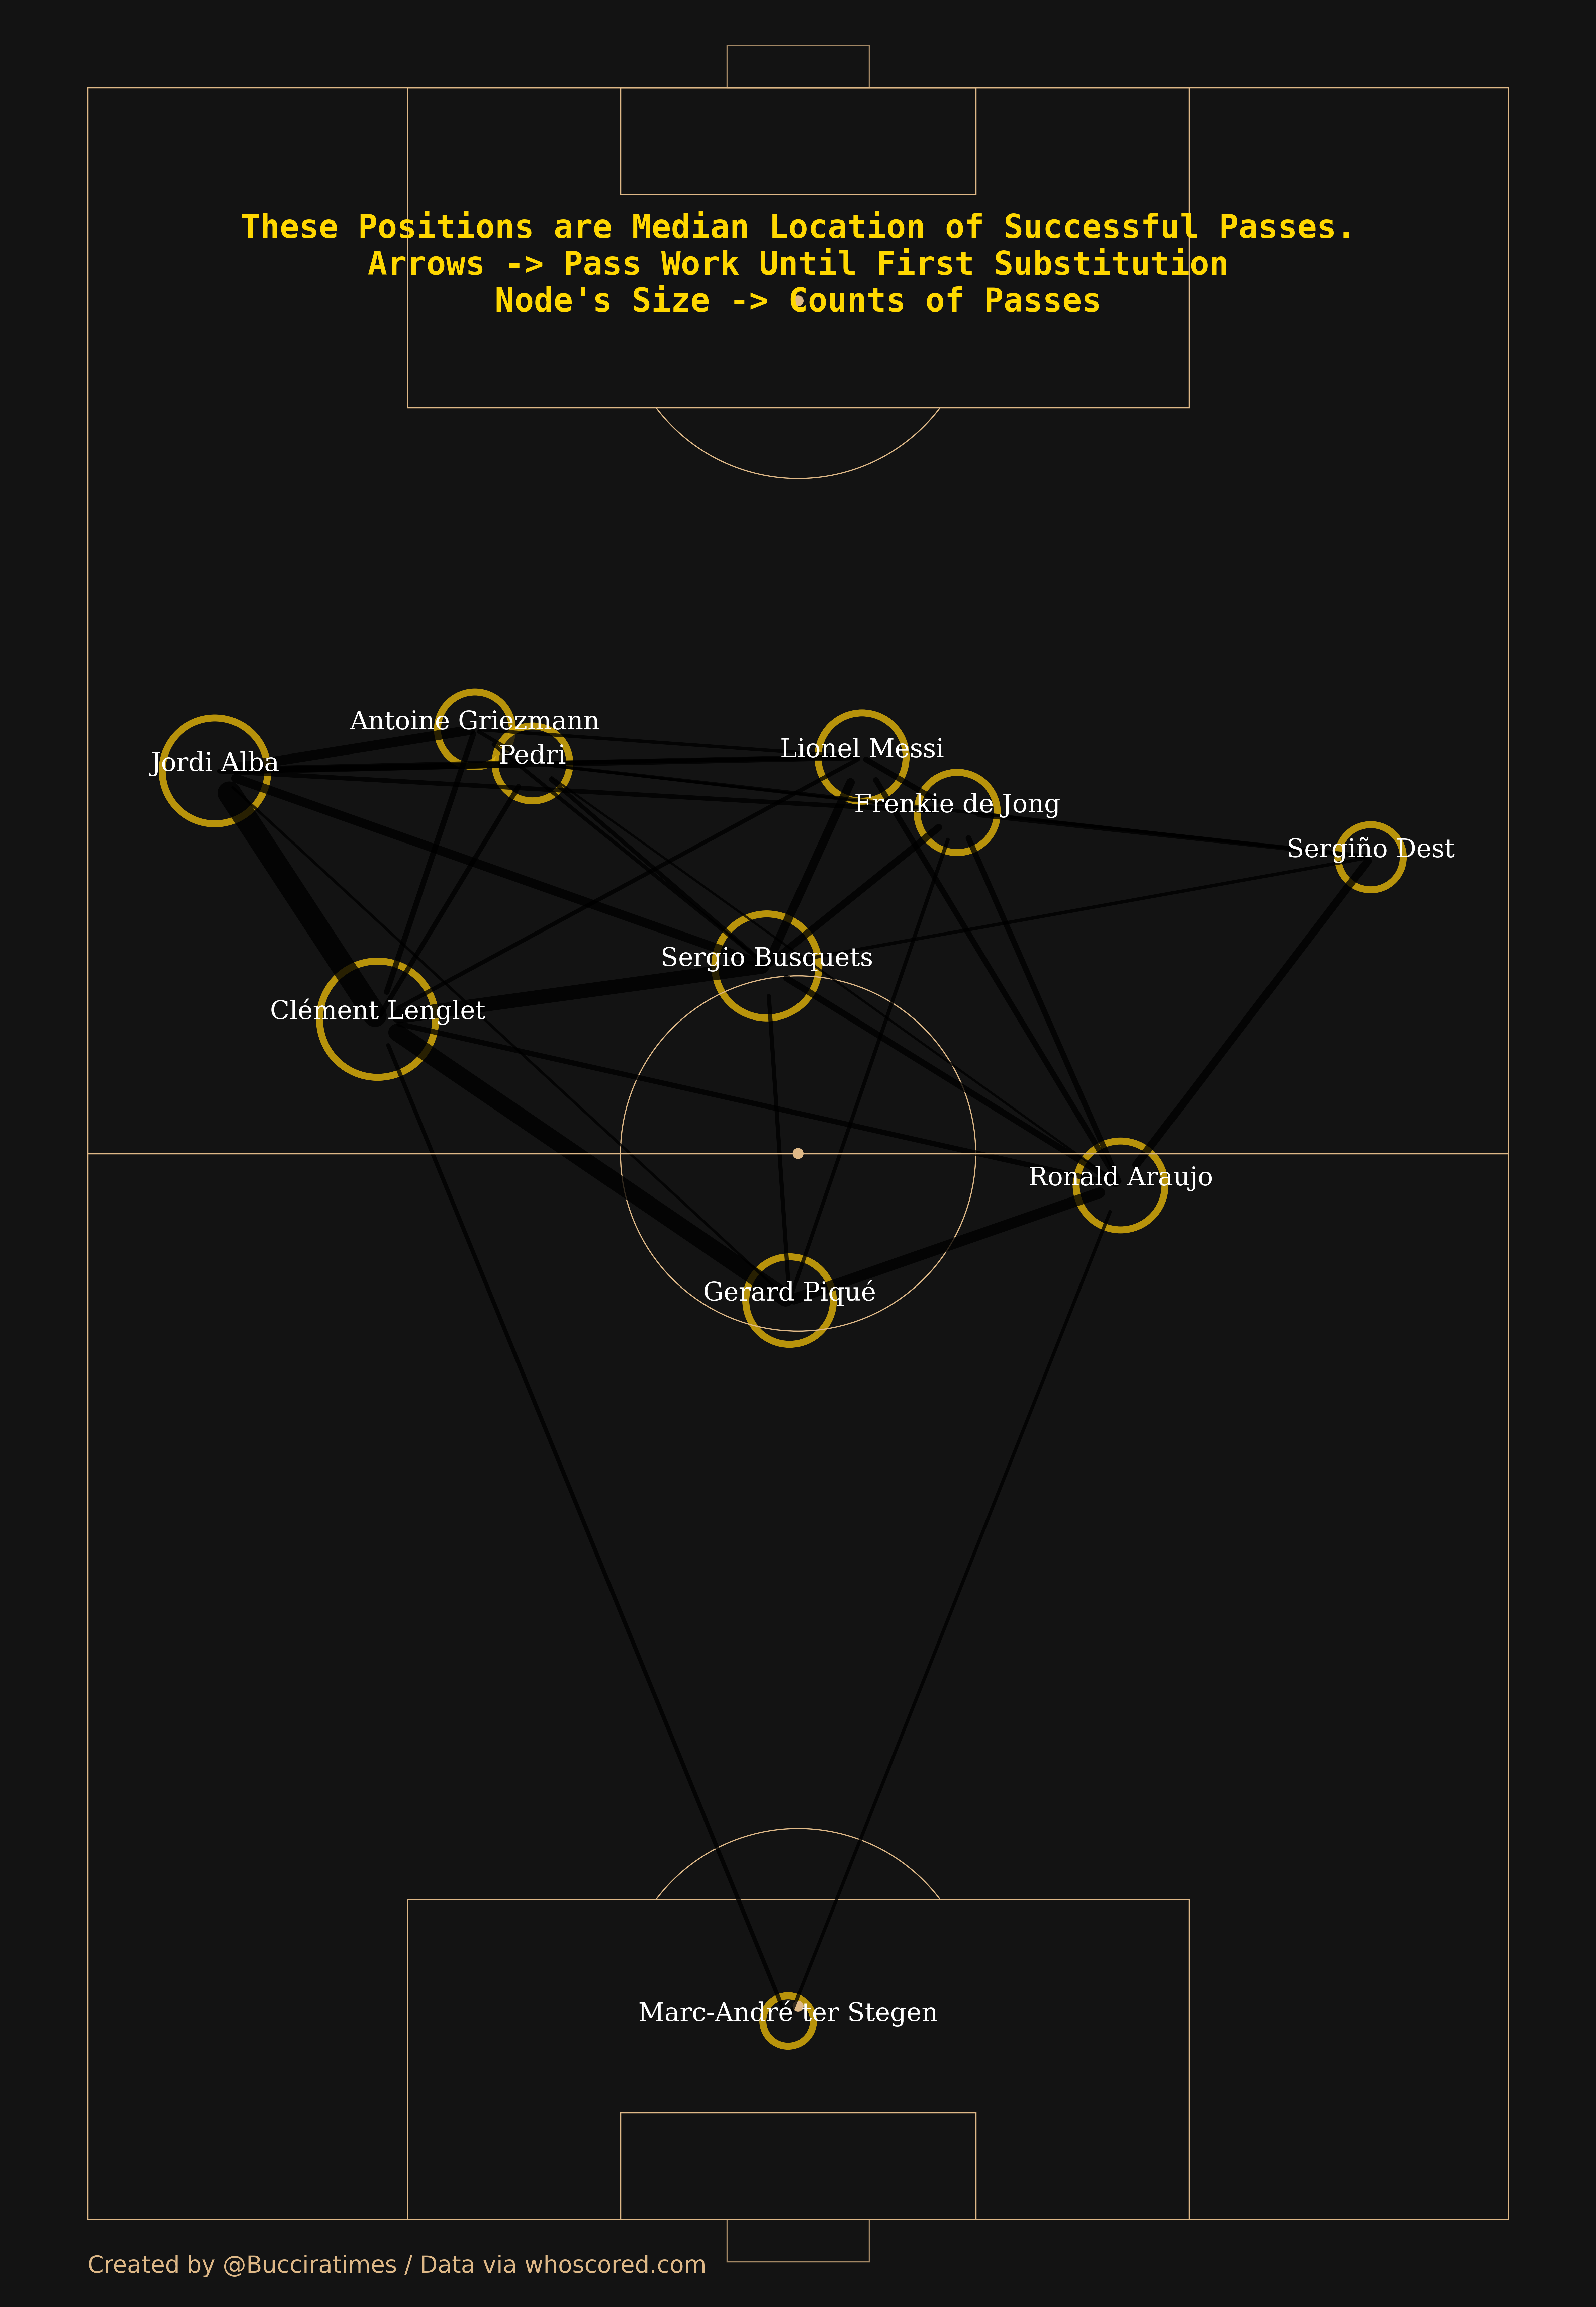 These Positions are Median Location of Successful Passes.
Arrows -> Pass Work Until First Substitution
Node's Size -> Counts of Passes
Antoine Griezmann
Pedri
Lionel Messi
Jordi Alba
Frenkie de Jong
Sergiño Dest
Sergio Busquets
Clément Lenglet
Ronald Araujo
Gerard Piqué
Marc-André ter Stegen
Created by @Bucciratimes / Data via whoscored.com